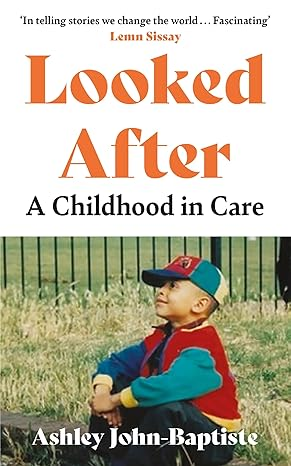 ‘In telling stories we change the world ... Fascinating’
Lemn Sissay
Looked
After
A Childhood in Care
Ashley John-Baptiste